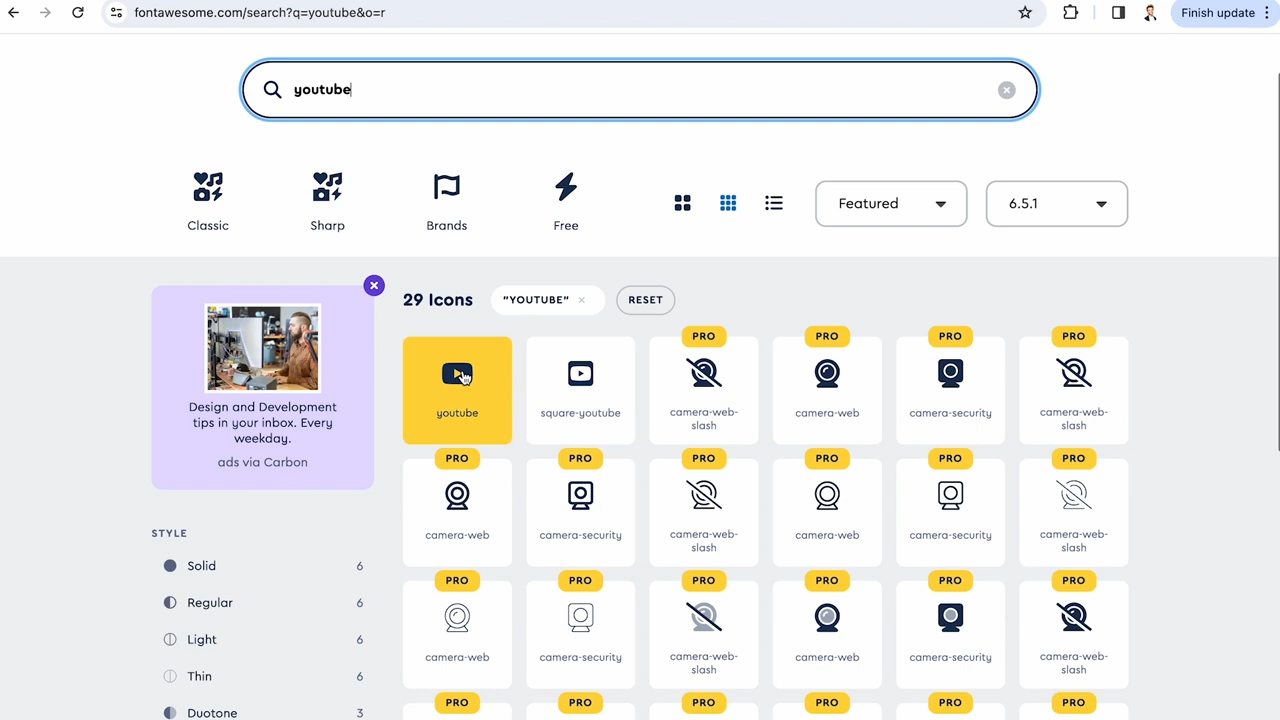 fontawesome.com/search?q=youtube&o=r
Finish update
youtube
Classic
Sharp
Brands
Free
Featured
6.5.1
29 Icons
"YOUTUBE"
RESET
Design and Development
tips in your inbox. Every
weekday.
ads via Carbon
PRO
PRO
PRO
PRO
youtube
square-youtube
camera-web-
slash
camera-web
camera-security
camera-web-
slash
PRO
PRO
PRO
PRO
PRO
PRO
camera-web
camera-security
camera-web-
slash
camera-web
camera-security
camera-web-
slash
PRO
PRO
PRO
PRO
PRO
PRO
camera-web
camera-security
camera-web-
slash
camera-web
camera-security
camera-web-
slash
PRO
PRO
PRO
PRO
PRO
PRO
STYLE
Solid 6
Regular 6
Light 6
Thin 6
Duotone 3